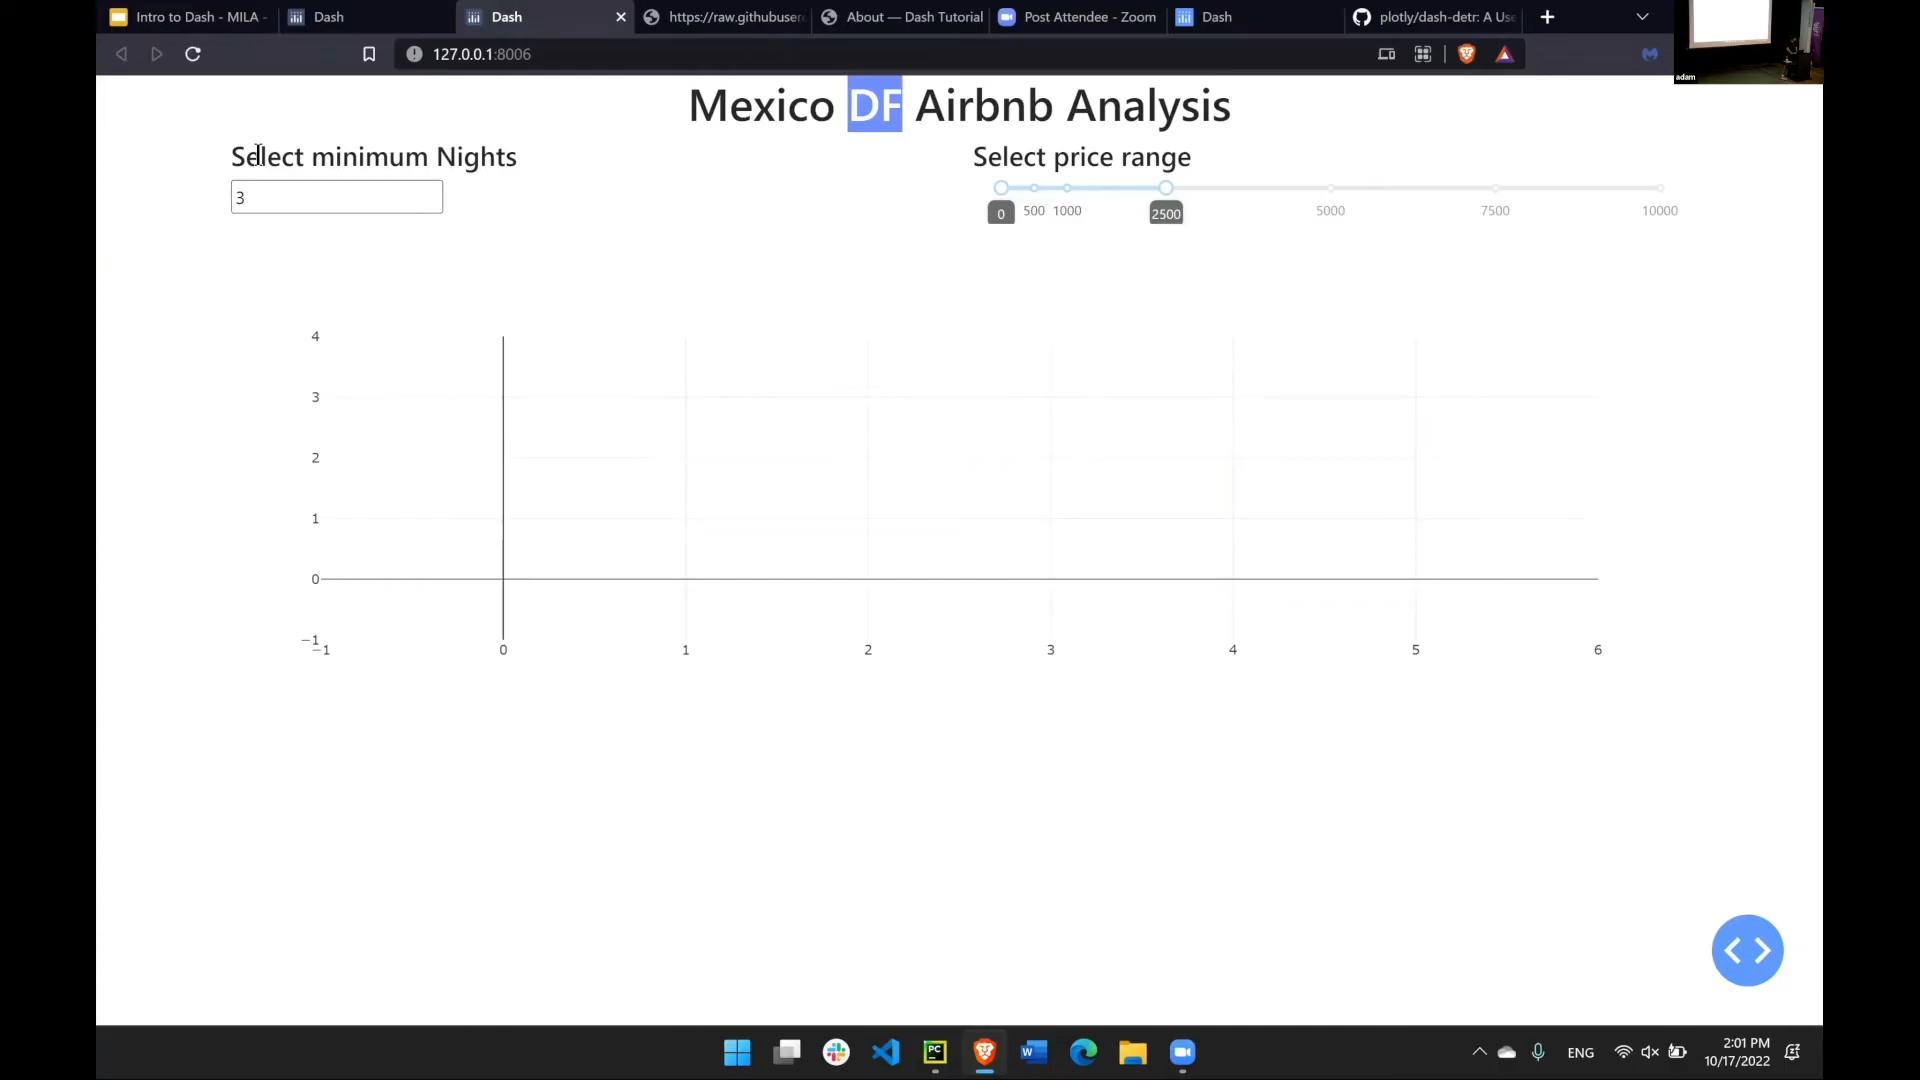 Intro to Dash - MILA -
Dash
Dash
https://raw.githubuser
About — Dash Tutorial
Post Attendee - Zoom
Dash
plotly/dash-detr: A Use
127.0.0.1:8006
adam
Mexico DF Airbnb Analysis
Select minimum Nights
3
Select price range
0 500 1000 2500 5000 7500 10000
4
3
2
1
0
−1
−1 0 1 2 3 4 5 6
PC
W
ENG
2:01 PM
10/17/2022